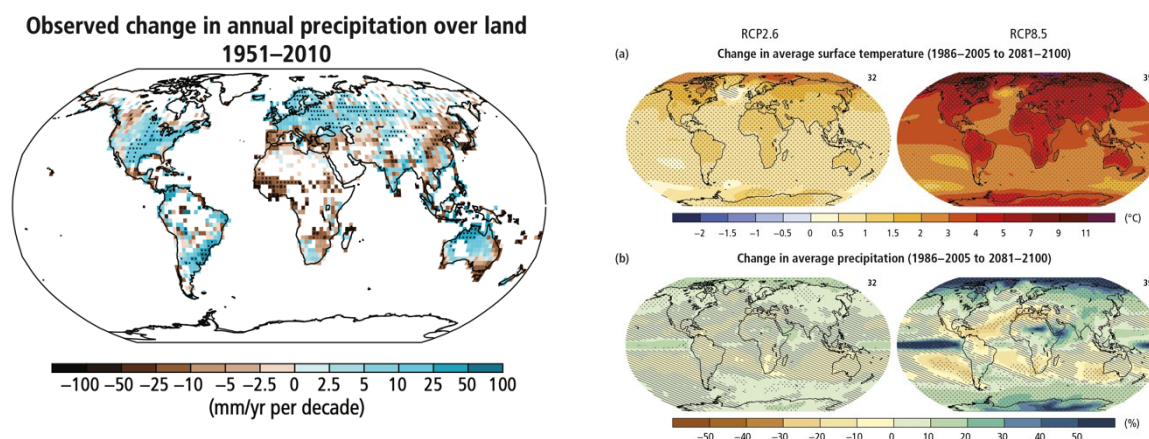 Observed change in annual precipitation over land
1951–2010
−100 −50 −25 −10 −5 −2.5 0 2.5 5 10 25 50 100
(mm/yr per decade)
RCP2.6 RCP8.5
(a) Change in average surface temperature (1986−2005 to 2081−2100)
32 39
−2 −1.5 −1 −0.5 0 0.5 1 1.5 2 3 4 5 7 9 11 (°C)
(b) Change in average precipitation (1986−2005 to 2081−2100)
32
−50 −40 −30 −20 −10 0 10 20 30 40 50 (%)